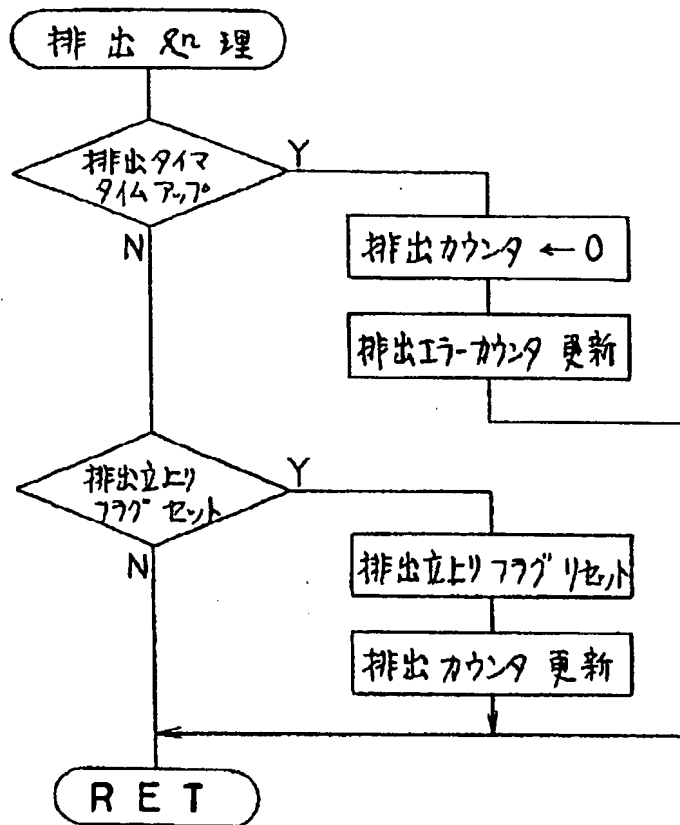 排出処理
排出タイマ
タイムアップ
Y
N
排出カウンタ ← 0
排出エラーカウンタ 更新
排出立上り
フラグ セット
Y
N
排出立上り フラグ リセット
排出 カウンタ 更新
RET